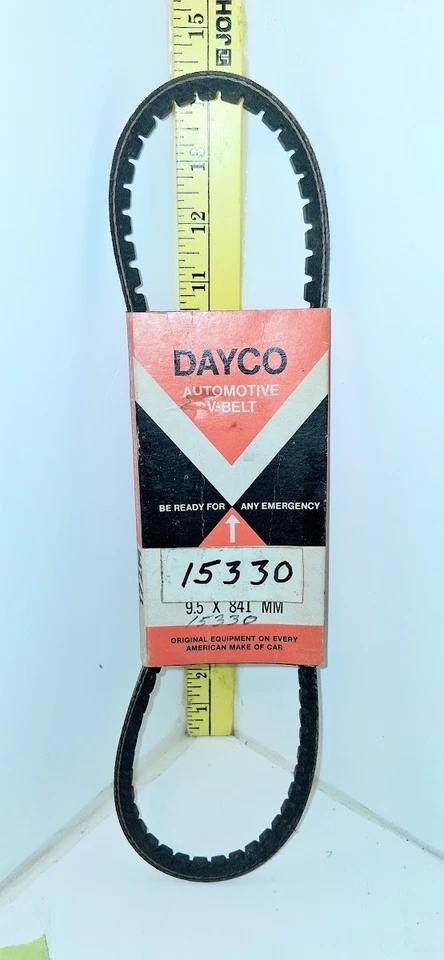 15
JOH
13
12
11
DAYCO
AUTOMOTIVE
V-BELT
BE READY FOR ANY EMERGENCY
15330
9.5 X 841 MM
15330
ORIGINAL EQUIPMENT ON EVERY
AMERICAN MAKE OF CAR
2
1